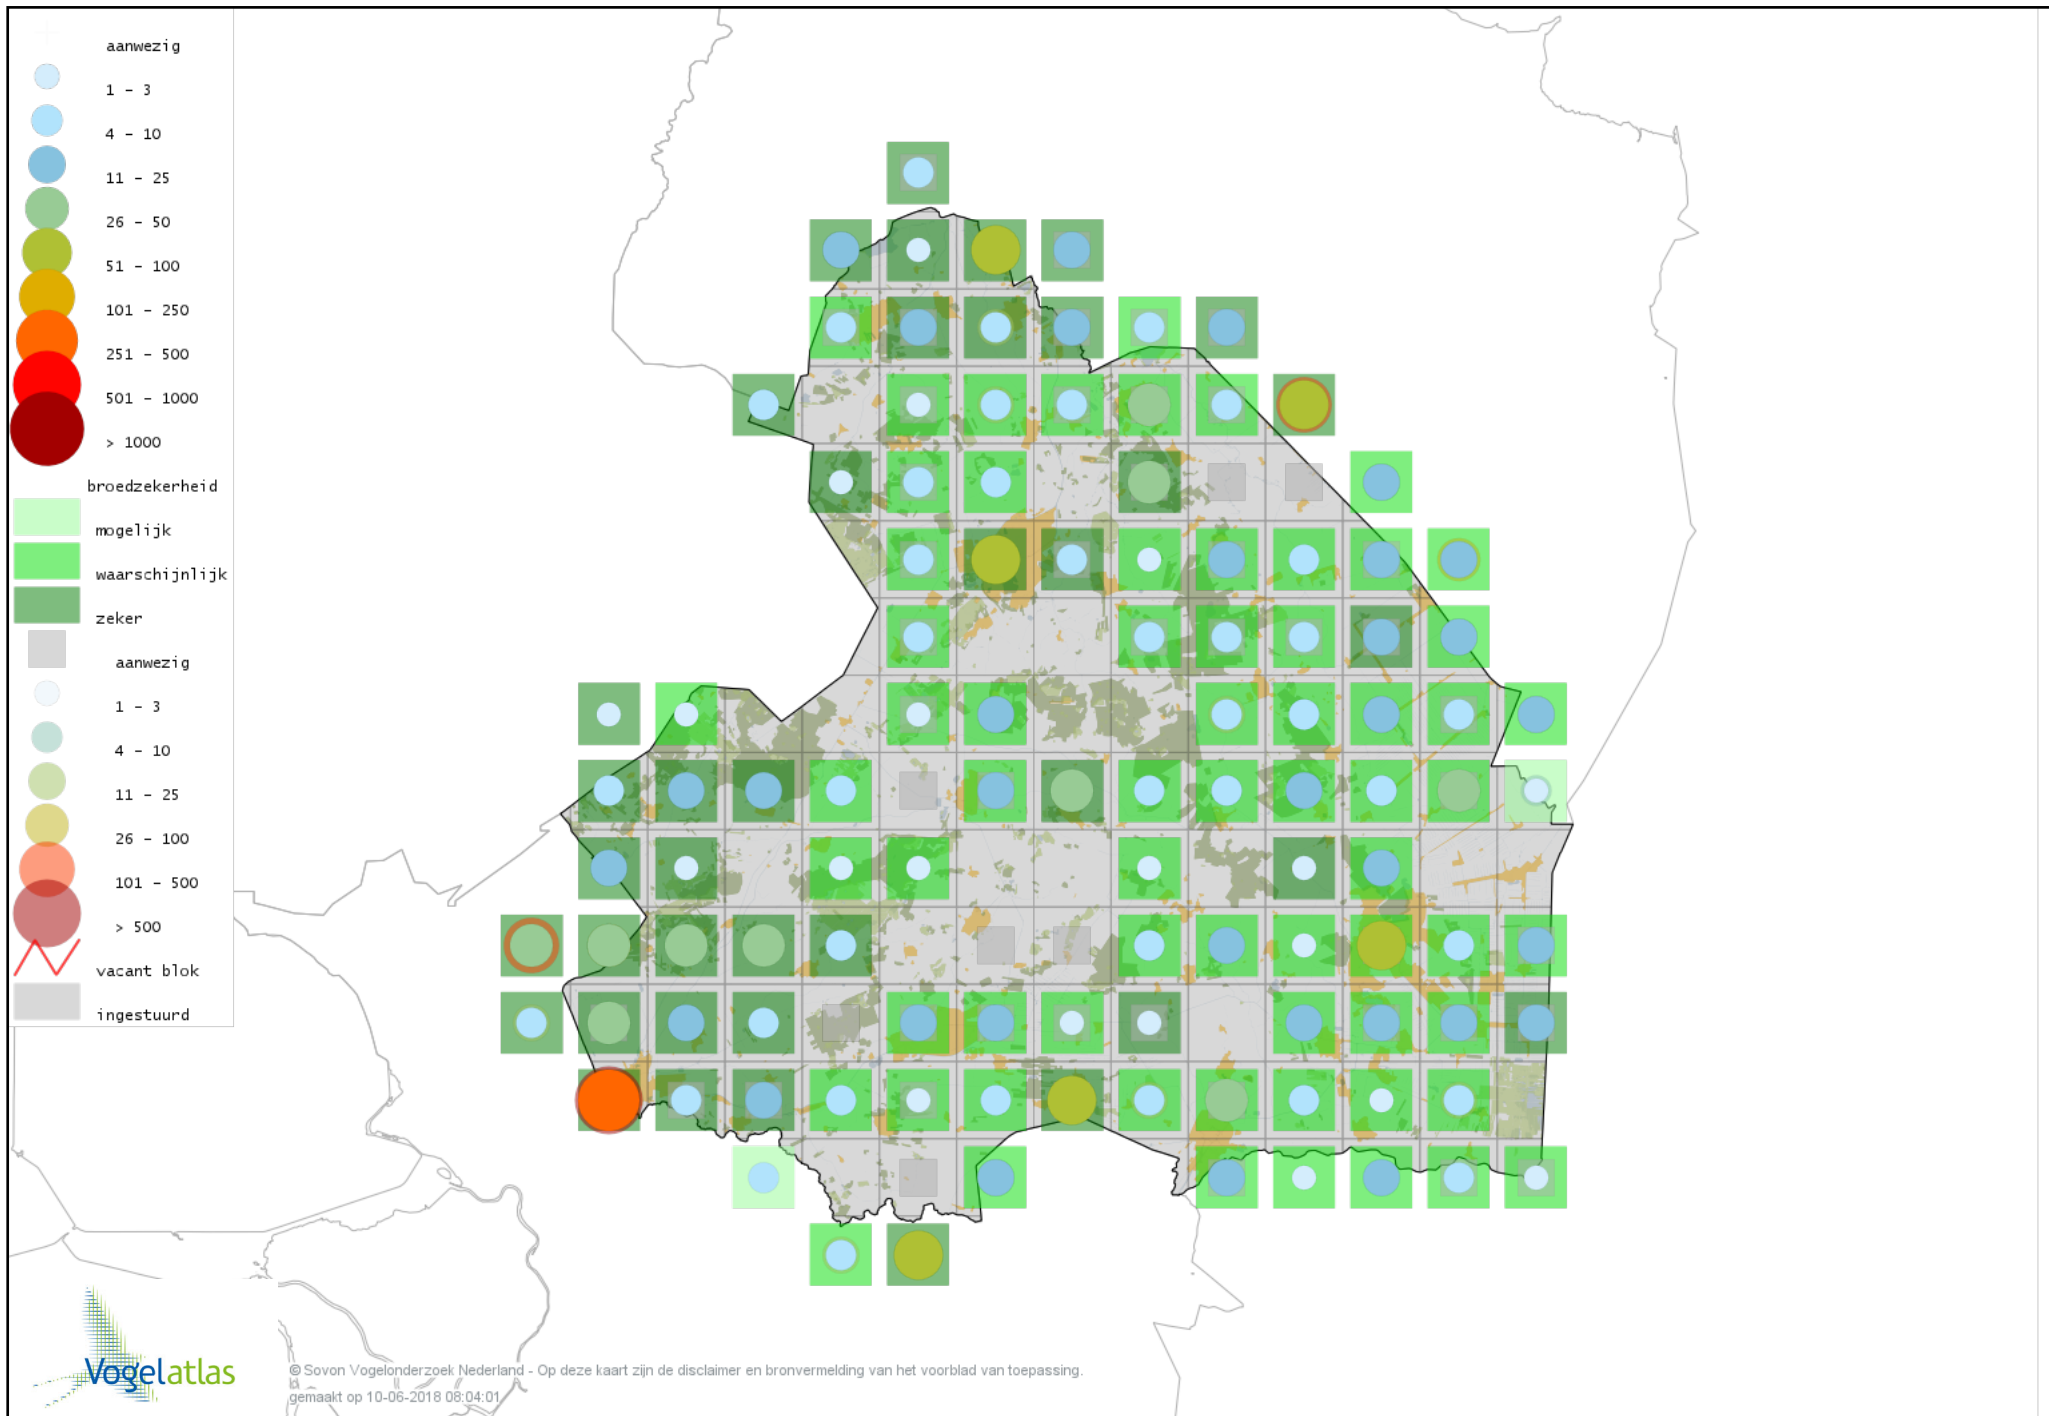 aanwezig
1 - 3
4 - 10
11 - 25
26 - 50
51 - 100
101 - 250
251 - 500
501 - 1000
> 1000
broedzekerheid
mogelijk
waarschijnlijk
zeker
aanwezig
1 - 3
4 - 10
11 - 25
26 - 100
101 - 500
> 500
vacant blok
ingestuurd
Vogelatlas
© Sovon Vogelonderzoek Nederland - Op deze kaart zijn de disclaimer en bronvermelding van het voorblad van toepassing.
gemaakt op 10-06-2018 08:04:01